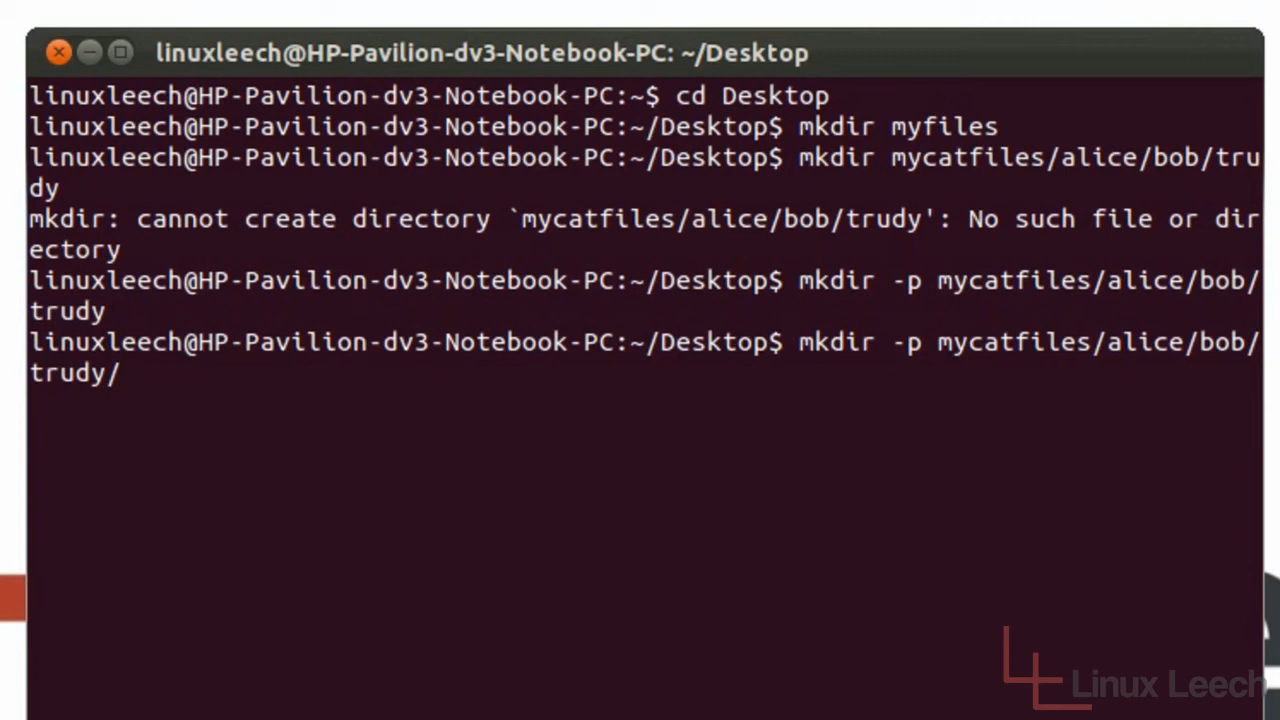 linuxleech@HP-Pavilion-dv3-Notebook-PC: ~/Desktop
linuxleech@HP-Pavilion-dv3-Notebook-PC:~$ cd Desktop
linuxleech@HP-Pavilion-dv3-Notebook-PC:~/Desktop$ mkdir myfiles
linuxleech@HP-Pavilion-dv3-Notebook-PC:~/Desktop$ mkdir mycatfiles/alice/bob/tru
dy
mkdir: cannot create directory `mycatfiles/alice/bob/trudy': No such file or dir
ectory
linuxleech@HP-Pavilion-dv3-Notebook-PC:~/Desktop$ mkdir -p mycatfiles/alice/bob/
trudy
linuxleech@HP-Pavilion-dv3-Notebook-PC:~/Desktop$ mkdir -p mycatfiles/alice/bob/
trudy/
Linux Leech